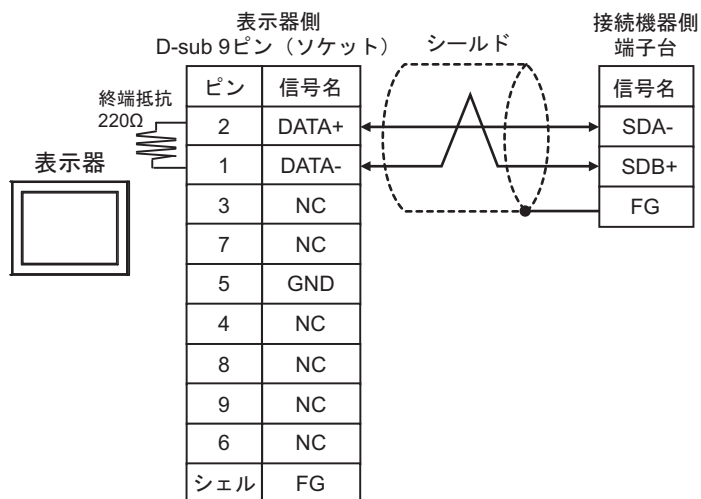 表示器側
D-sub 9ピン（ソケット）
シールド
接続機器側
端子台
終端抵抗
220Ω
表示器
ピン 信号名
2 DATA+
1 DATA-
3 NC
7 NC
5 GND
4 NC
8 NC
9 NC
6 NC
シェル FG
信号名
SDA-
SDB+
FG